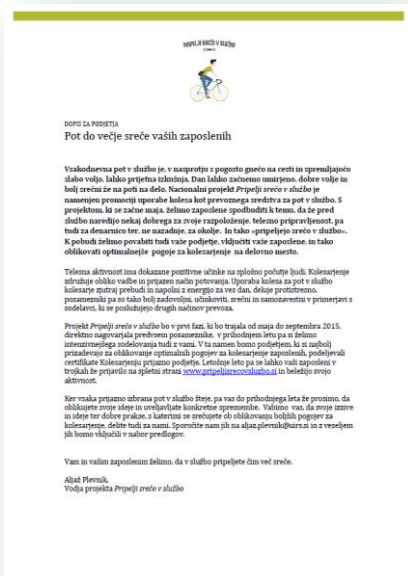 PRIPELJI SREČO V SLUŽBO
DOPIS ZA PODJETJA
Pot do večje sreče vaših zaposlenih
Vsakodnevna pot v službo je, v nasprotju s pogosto gnečo na cesti in spremljajočo
slabo voljo, lahko prijetna izkušnja. Dan lahko začnemo umirjeno, dobre volje in
bolj srečni že na poti na delo. Nacionalni projekt Pripelji srečo v službo je
namenjen promociji uporabe kolesa kot prevoznega sredstva za pot v službo. S
projektom, ki se začne maja, želimo zaposlene spodbuditi k temu, da že pred
službo naredijo nekaj dobrega za svoje razpoloženje, telesno pripravljenost, pa
tudi za denarnico ter, ne nazadnje, za okolje. In tako »pripeljejo srečo v službo«.
K pobudi želimo povabiti tudi vaše podjetje, vključiti vaše zaposlene, in tako
oblikovati optimalnejše pogoje za kolesarjenje na delovno mesto.
Telesna aktivnost ima dokazane pozitivne učinke na splošno počutje ljudi. Kolesarjenje
združuje obliko vadbe in prijazen način potovanja. Uporaba kolesa za pot v službo
kolesarje zjutraj prebudi in napolni z energijo za ves dan, deluje protistresno,
posamezniki pa so tako bolj zadovoljni, učinkoviti, srečni in samozavestni v primerjavi s
sodelavci, ki se poslužujejo drugih načinov prevoza.
Projekt Pripelji srečo v službo bo v prvi fazi, ki bo trajala od maja do septembra 2015,
direktno nagovarjala predvsem posameznike, v prihodnjem letu pa si želimo
intenzivnejšega sodelovanja tudi z vami. V ta namen bomo podjetjem, ki si najbolj
prizadevajo za oblikovanje optimalnih pogojev za kolesarjenje zaposlenih, podeljevali
certifikate Kolesarjenju prijazno podjetje. Letošnje leto pa se lahko vaši zaposleni v
trojkah že prijavilo na spletni strani www.pripeljisrecovsluzbo.si in beležijo svojo
aktivnost.
Ker vsaka prijazno izbrana pot v službo šteje, pa vas do prihodnjega leta že prosimo, da
oblikujete svoje ideje in uveljavljate konkretne spremembe. Vabimo vas, da svoje izzive
in ideje ter dobre prakse, s katerimi se srečujete ob oblikovanju boljših pogojev za
kolesarjenje, delite tudi za nami. Sporočite nam jih na aljaz.plevnik@uirs.si in z veseljem
jih bomo vključili v nabor predlogov.
Vam in vašim zaposlenim želimo, da v službo pripeljete čim več sreče.
Aljaž Plevnik,
Vodja projekta Pripelji srečo v službo